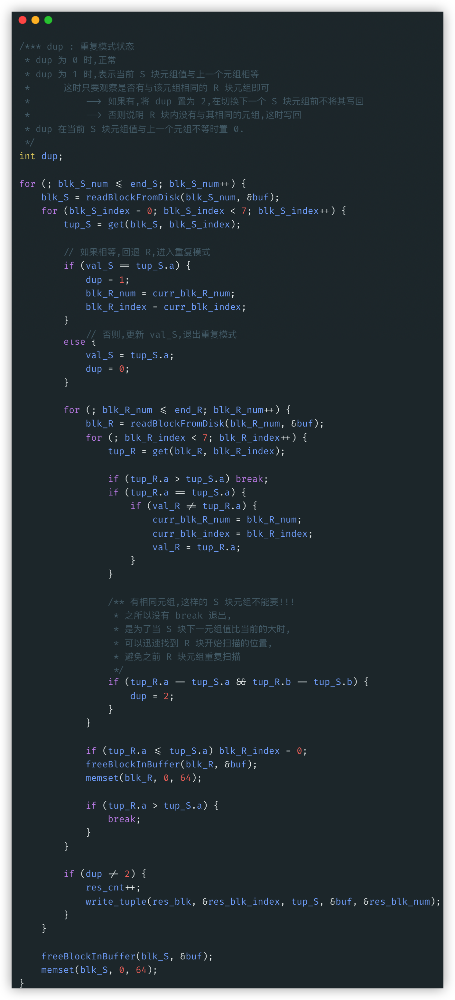 /*** dup : 重复模式状态
 * dup 为 0 时,正常
 * dup 为 1 时,表示当前 S 块元组值与上一个元组相等
 *      这时只要观察是否有与该元组相同的 R 块元组即可
 *          --> 如果有,将 dup 置为 2,在切换下一个 S 块元组前不将其写回
 *          --> 否则说明 R 块内没有与其相同的元组,这时写回
 * dup 在当前 S 块元组值与上一个元组不等时置 0.
 */
int dup;

for (; blk_S_num <= end_S; blk_S_num++) {
    blk_S = readBlockFromDisk(blk_S_num, &buf);
    for (blk_S_index = 0; blk_S_index < 7; blk_S_index++) {
        tup_S = get(blk_S, blk_S_index);

        // 如果相等,回退 R,进入重复模式
        if (val_S == tup_S.a) {
            dup = 1;
            blk_R_num = curr_blk_R_num;
            blk_R_index = curr_blk_index;
        }
            // 否则,更新 val_S,退出重复模式
        else {
            val_S = tup_S.a;
            dup = 0;
        }

        for (; blk_R_num <= end_R; blk_R_num++) {
            blk_R = readBlockFromDisk(blk_R_num, &buf);
            for (; blk_R_index < 7; blk_R_index++) {
                tup_R = get(blk_R, blk_R_index);

                if (tup_R.a > tup_S.a) break;
                if (tup_R.a == tup_S.a) {
                    if (val_R != tup_R.a) {
                        curr_blk_R_num = blk_R_num;
                        curr_blk_index = blk_R_index;
                        val_R = tup_R.a;
                    }
                }

                /** 有相同元组,这样的 S 块元组不能要!!!
                 * 之所以没有 break 退出,
                 * 是为了当 S 块下一元组值比当前的大时,
                 * 可以迅速找到 R 块开始扫描的位置,
                 * 避免之前 R 块元组重复扫描
                 */
                if (tup_R.a == tup_S.a && tup_R.b == tup_S.b) {
                    dup = 2;
                }
            }

            if (tup_R.a <= tup_S.a) blk_R_index = 0;
            freeBlockInBuffer(blk_R, &buf);
            memset(blk_R, 0, 64);

            if (tup_R.a > tup_S.a) {
                break;
            }
        }

        if (dup != 2) {
            res_cnt++;
            write_tuple(res_blk, &res_blk_index, tup_S, &buf, &res_blk_num);
        }
    }

    freeBlockInBuffer(blk_S, &buf);
    memset(blk_S, 0, 64);
}